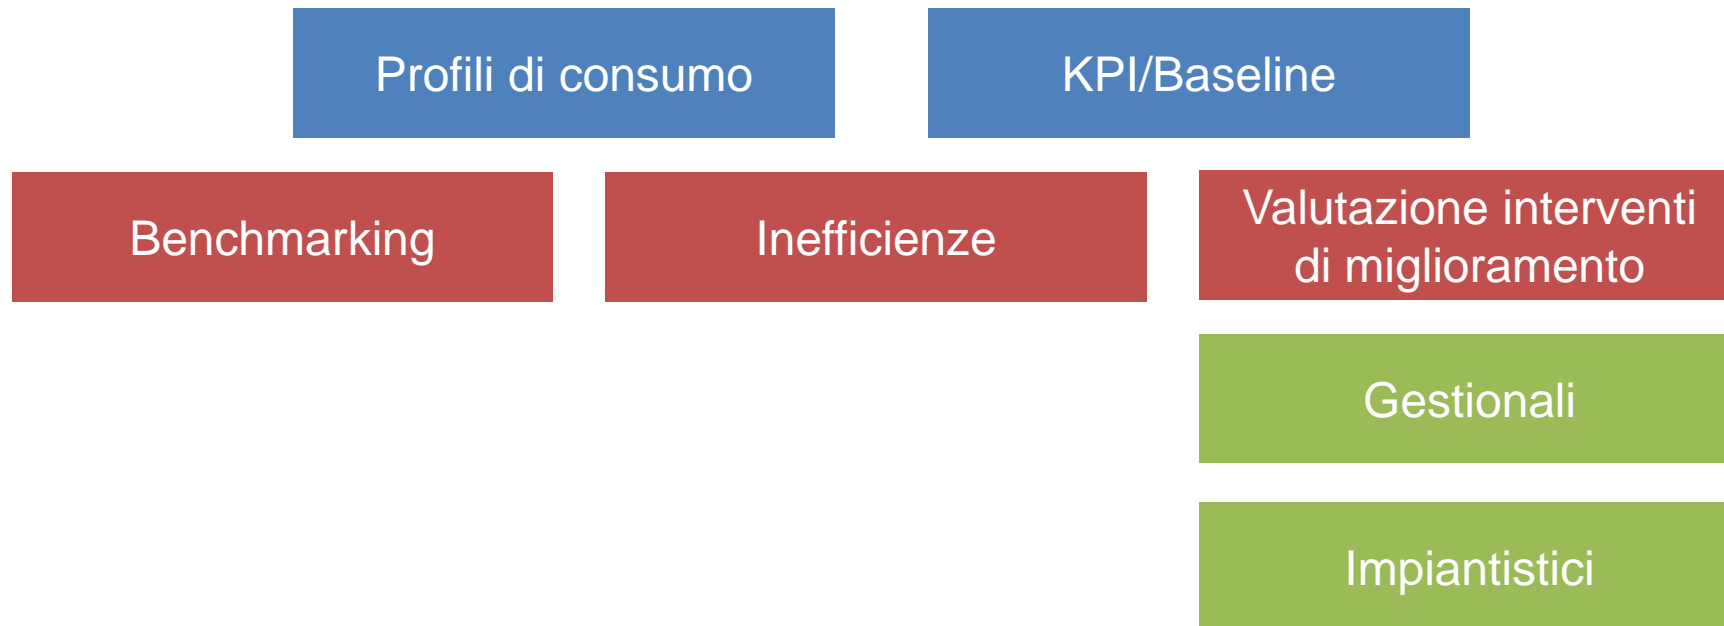 Profili di consumo
KPI/Baseline
Benchmarking
Inefficienze
Valutazione interventi
di miglioramento
Gestionali
Impiantistici